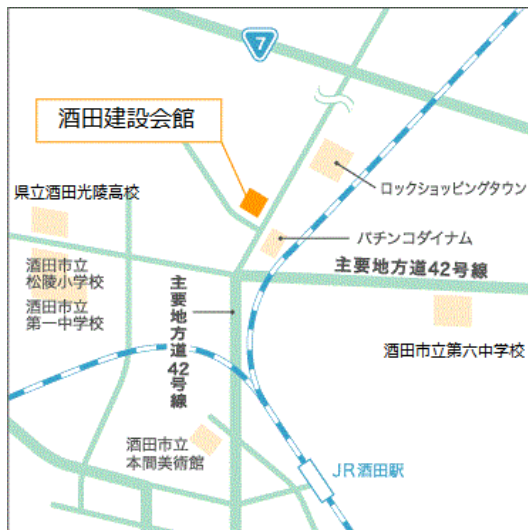 7
酒田建設会館
県立酒田光陵高校
ロックショッピングタウン
パチンコダイナム
主要地方道42号線
酒田市立
松陵小学校
酒田市立
第一中学校
主要地方道42号線
酒田市立第六中学校
酒田市立
本間美術館
JR酒田駅